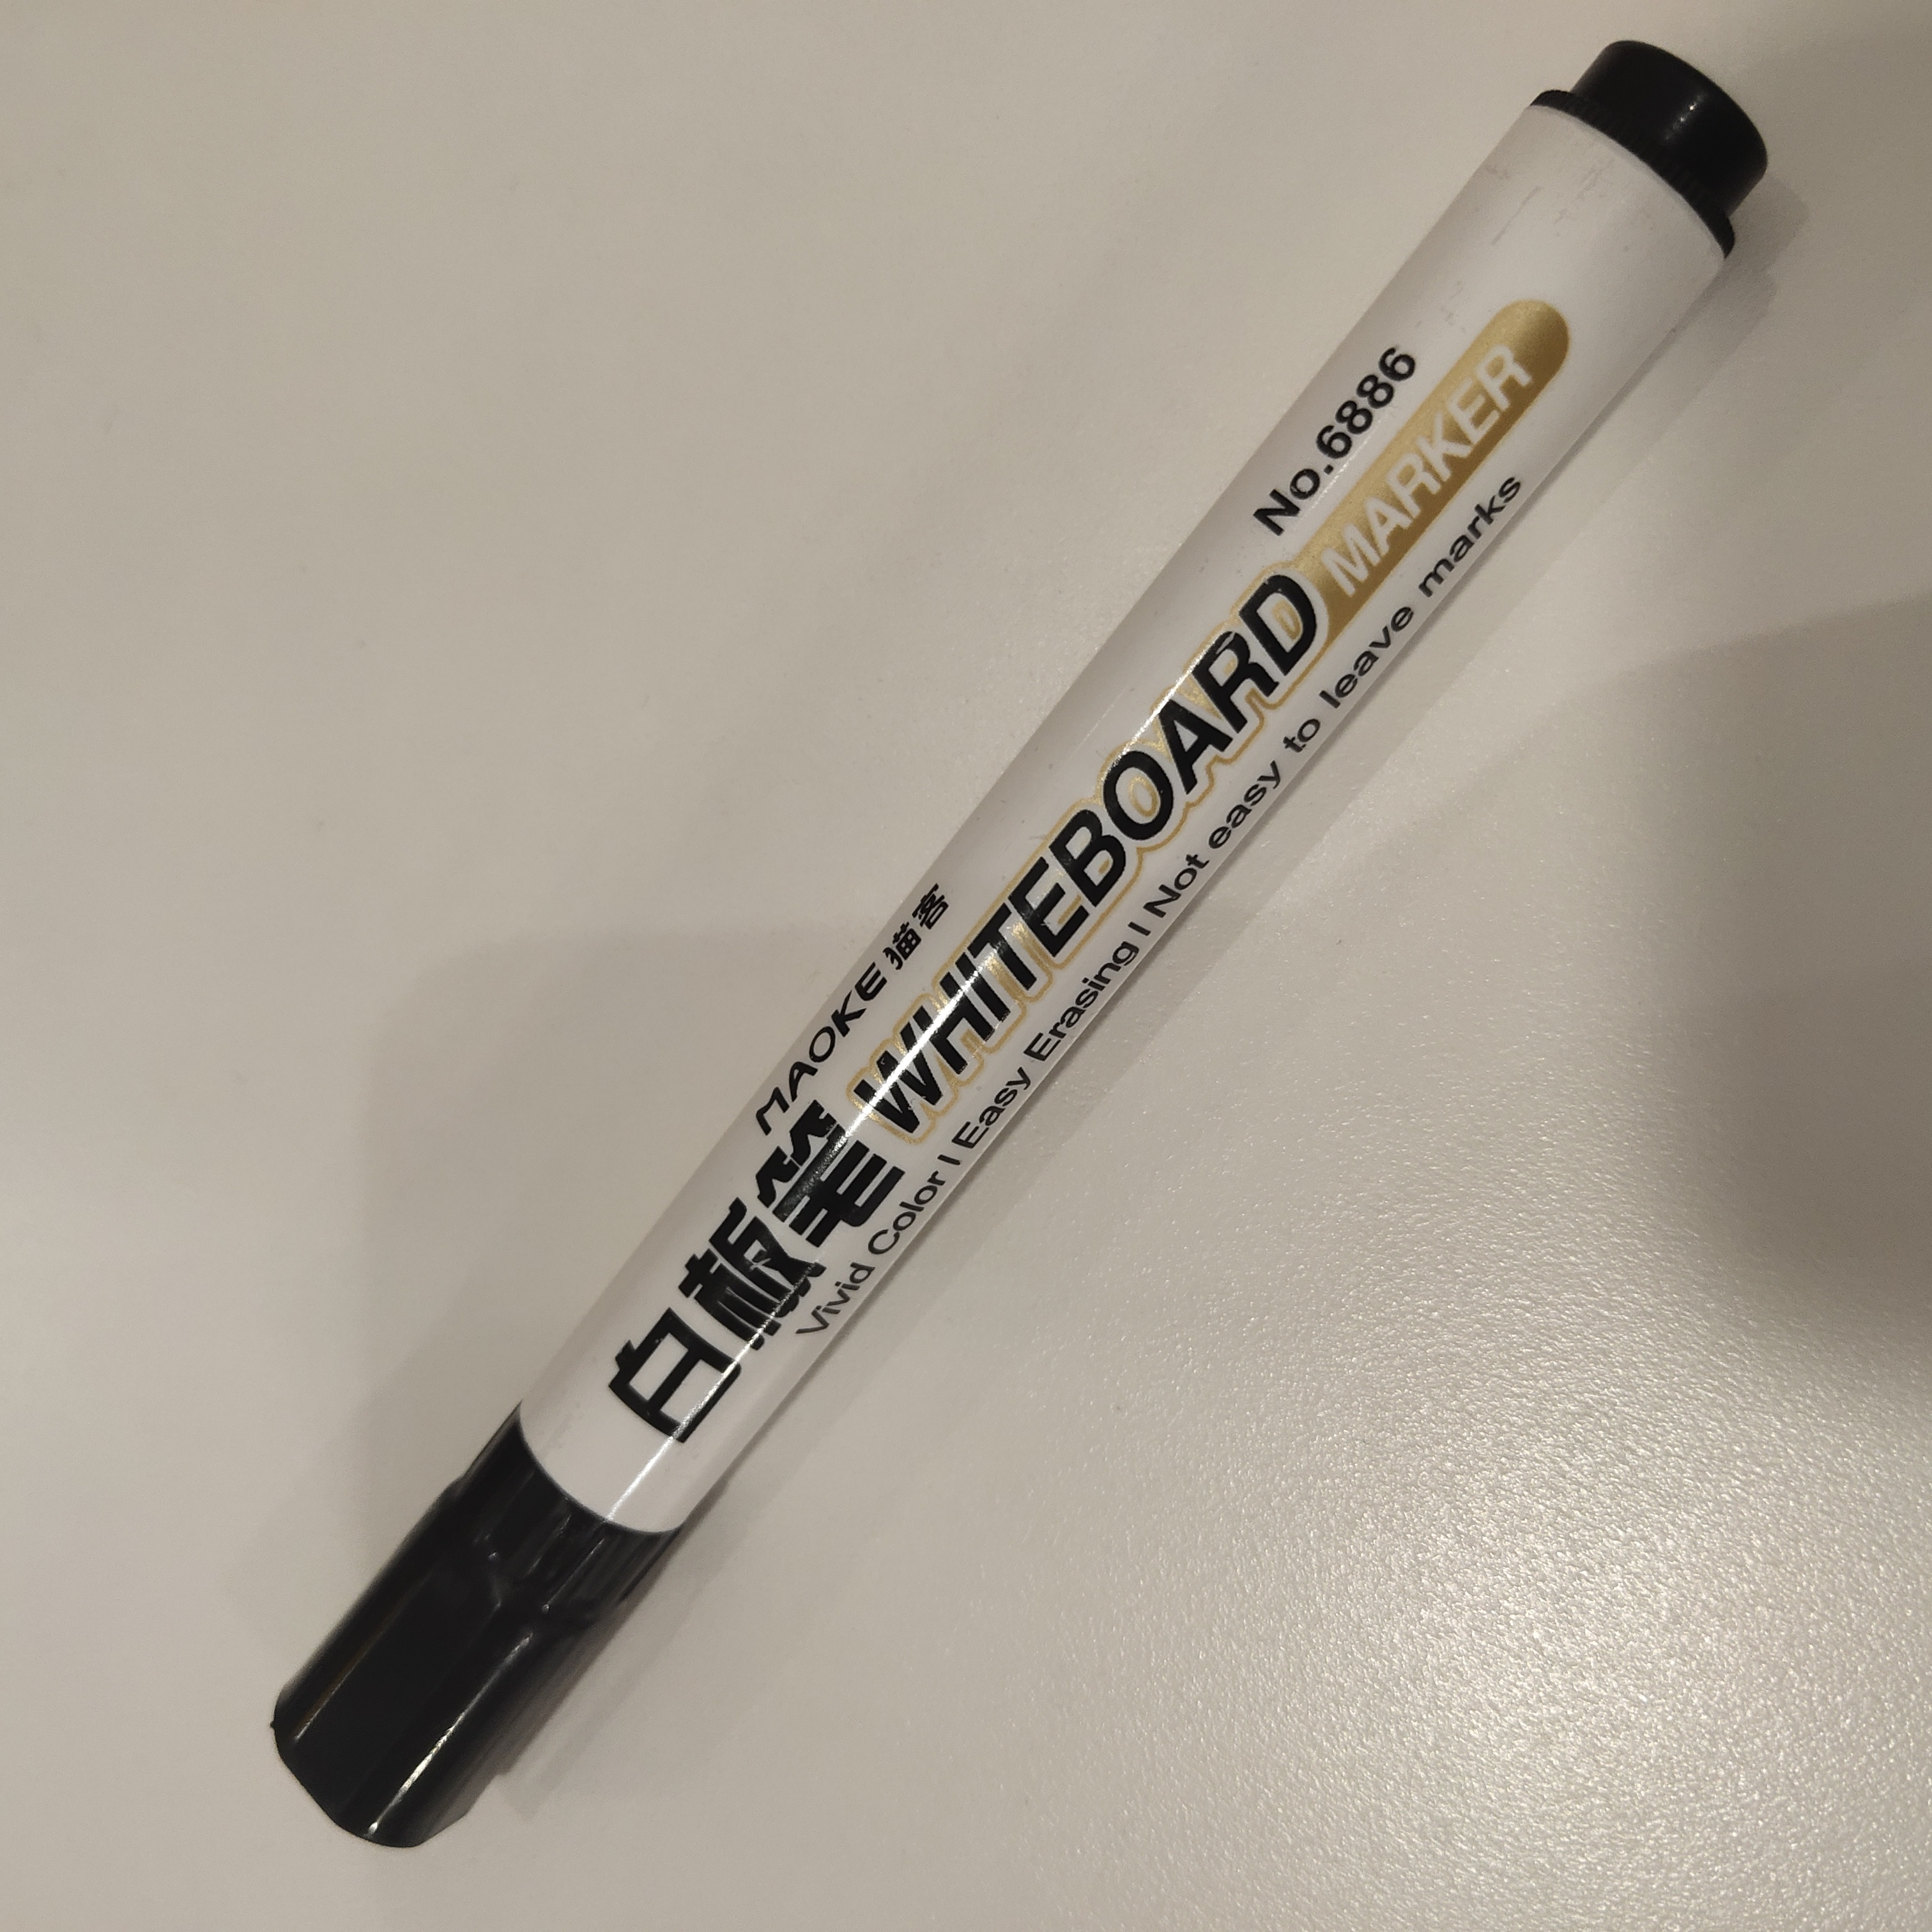 MAOKE 猫客
No.6886
白板笔 WHITEBOARD MARKER
Vivid Color | Easy Erasing | Not easy to leave marks